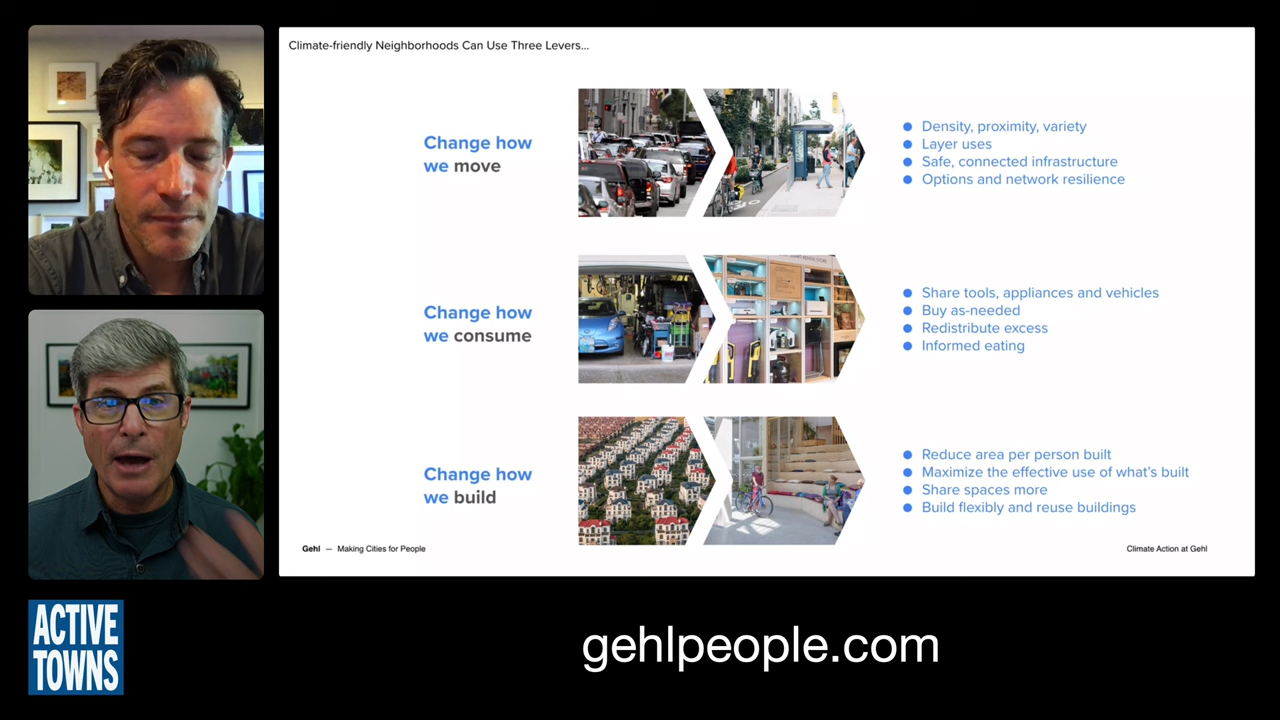 Climate-friendly Neighborhoods Can Use Three Levers...
Change how
we move
Density, proximity, variety
Layer uses
Safe, connected infrastructure
Options and network resilience
Change how
we consume
Share tools, appliances and vehicles
Buy as-needed
Redistribute excess
Informed eating
Change how
we build
Reduce area per person built
Maximize the effective use of what's built
Share spaces more
Build flexibly and reuse buildings
Gehl — Making Cities for People
Climate Action at Gehl
ACTIVE
TOWNS
gehlpeople.com